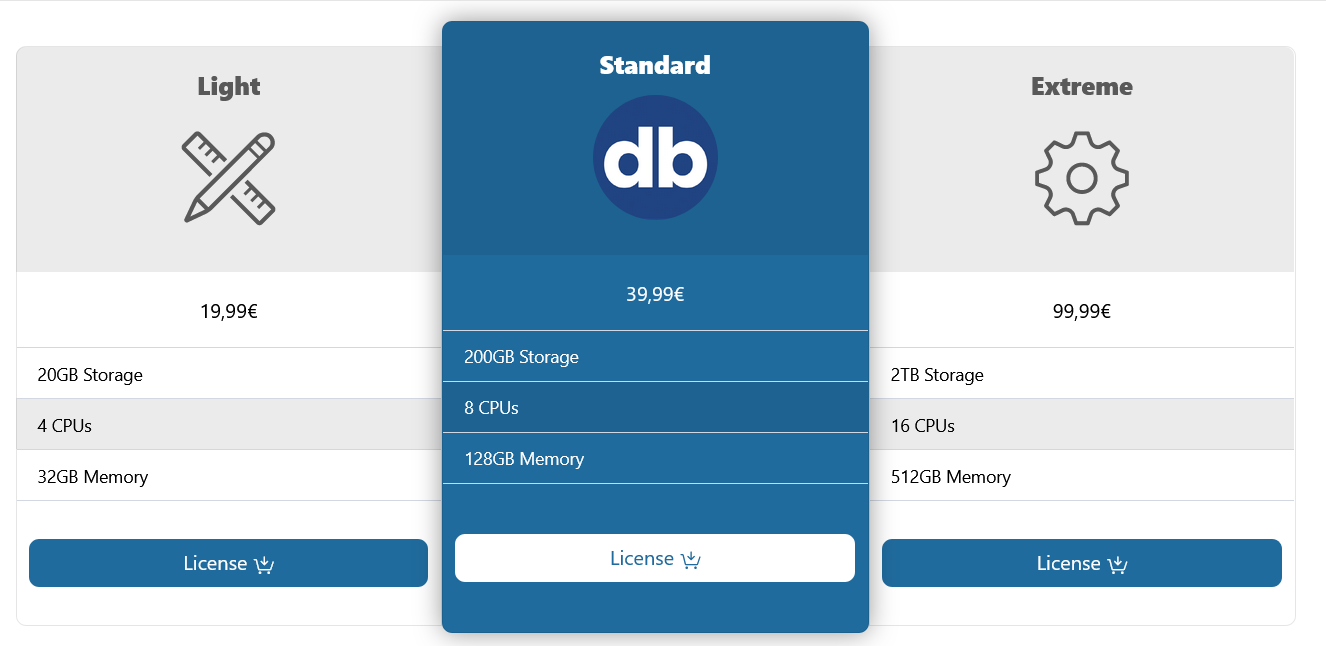 Light
19,99€
20GB Storage
4 CPUs
32GB Memory
License
Standard
db
39,99€
200GB Storage
8 CPUs
128GB Memory
License
Extreme
99,99€
2TB Storage
16 CPUs
512GB Memory
License